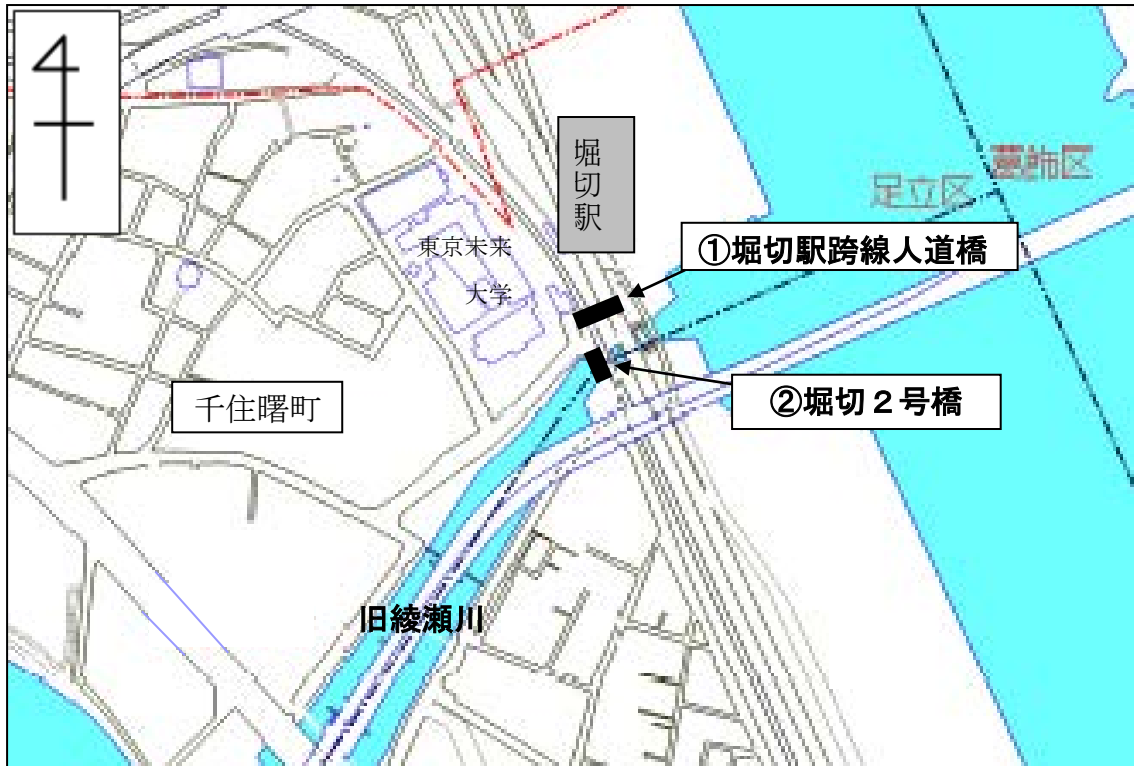 堀切駅
足立区
葛飾区
東京未来
大学
①堀切駅跨線人道橋
②堀切２号橋
千住曙町
旧綾瀬川